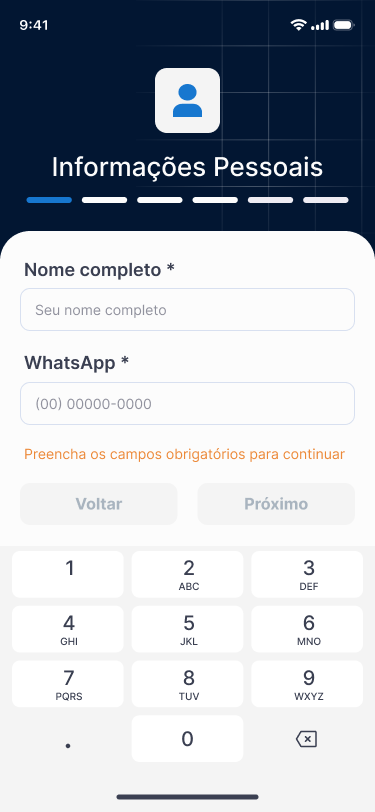 9:41
Informações Pessoais
Nome completo *
Seu nome completo
WhatsApp *
(00) 00000-0000
Preencha os campos obrigatórios para continuar
Voltar Próximo
1 2 3
ABC DEF
4 5 6
GHI JKL MNO
7 8 9
PQRS TUV WXYZ
. 0